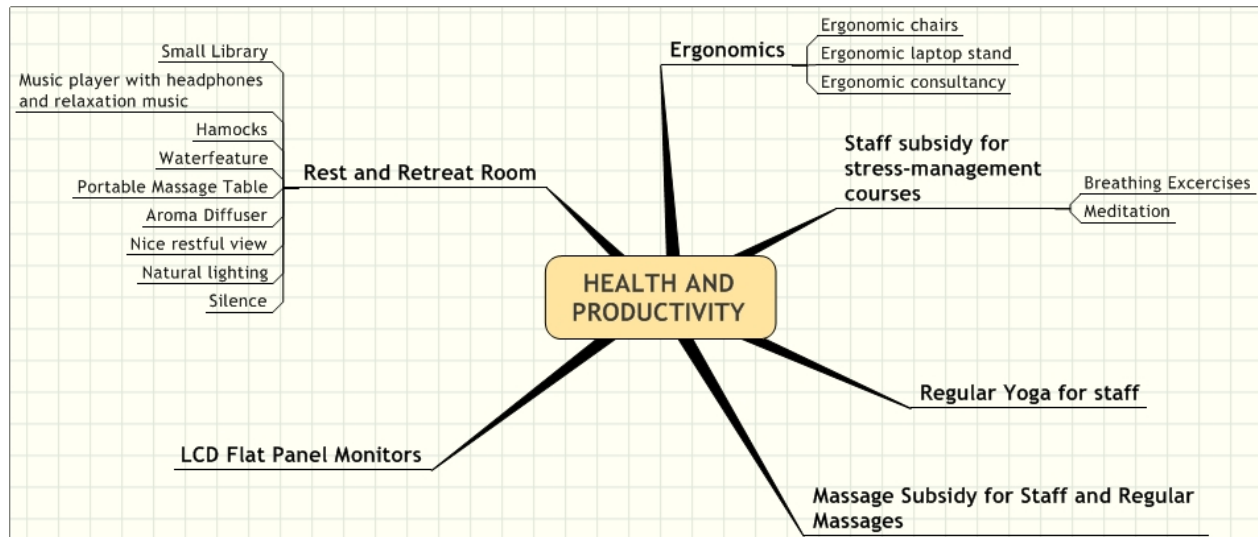 HEALTH AND
PRODUCTIVITY
Ergonomics
Ergonomic chairs
Ergonomic laptop stand
Ergonomic consultancy
Staff subsidy for
stress-management
courses
Breathing Excercises
Meditation
Regular Yoga for staff
Massage Subsidy for Staff and Regular
Massages
LCD Flat Panel Monitors
Rest and Retreat Room
Small Library
Music player with headphones
and relaxation music
Hamocks
Waterfeature
Portable Massage Table
Aroma Diffuser
Nice restful view
Natural lighting
Silence